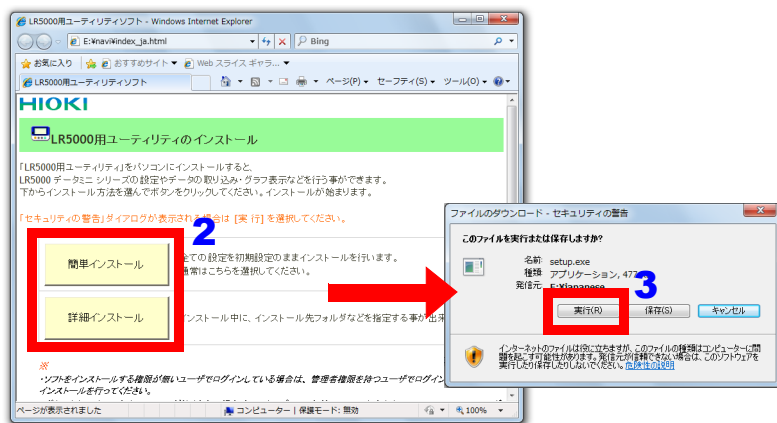 LR5000用ユーティリティソフト - Windows Internet Explorer
E:¥navi¥index_ja.html
Bing
お気に入り
おすすめサイト
Web スライス ギャラ...
LR5000用ユーティリティソフト
ページ(P)
セーフティ(S)
ツール(O)
HIOKI
LR5000用ユーティリティのインストール
「LR5000用ユーティリティ」をパソコンにインストールすると、
LR5000 データミニ シリーズの設定やデータの取り込み・グラフ表示などを行う事ができます。
下からインストール方法を選んでボタンをクリックしてください。インストールが始まります。
「セキュリティの警告」ダイアログが表示される場合は [実行]を選択してください。
2
簡単インストール
全ての設定を初期設定のままインストールを行います。
通常はこちらを選択してください。
詳細インストール
インストール中に、インストール先フォルダなどを指定する事が出来
※
・ソフトをインストールする権限が無いユーザでログインしている場合は、管理者権限を持つユーザでログイン
インストールを行ってください。
ページが表示されました
コンピューター | 保護モード: 無効
100%
ファイルのダウンロード - セキュリティの警告
このファイルを実行または保存しますか?
名前: setup.exe
種類: アプリケーション, 47
発信元: E:¥japanese
3
実行(R)
保存(S)
キャンセル
インターネットのファイルは役に立ちますが、このファイルの種類はコンピューターに問
題を起こす可能性があります。発信元が信頼できない場合は、このソフトウェアを
実行したり保存したりしないでください。危険性の説明